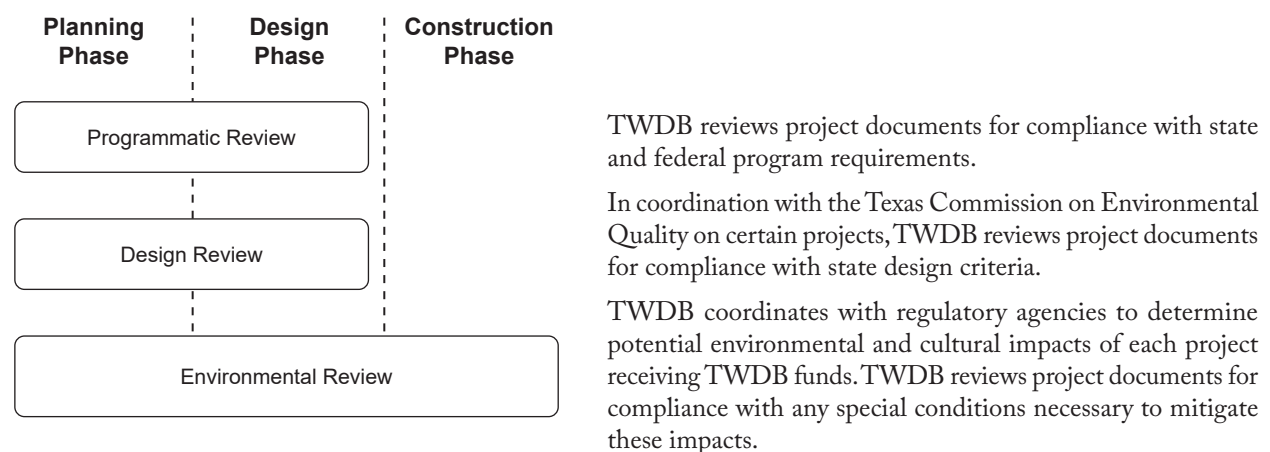 Planning Phase
Design Phase
Construction Phase
Programmatic Review
TWDB reviews project documents for compliance with state
and federal program requirements.
Design Review
In coordination with the Texas Commission on Environmental
Quality on certain projects, TWDB reviews project documents
for compliance with state design criteria.
Environmental Review
TWDB coordinates with regulatory agencies to determine
potential environmental and cultural impacts of each project
receiving TWDB funds. TWDB reviews project documents for
compliance with any special conditions necessary to mitigate
these impacts.